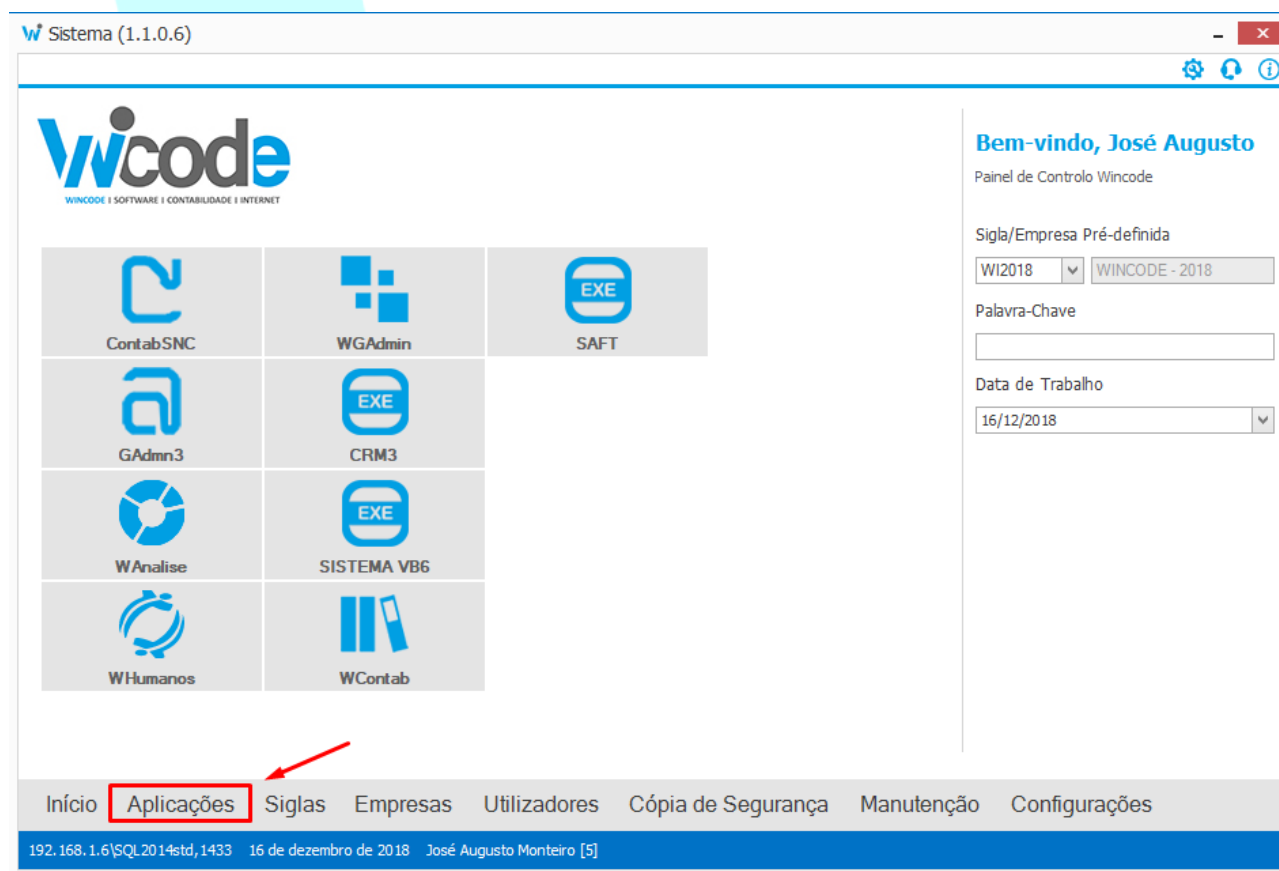 Sistema (1.1.0.6)
Wicode
WINCODE | SOFTWARE | CONTABILIDADE | INTERNET
ContabSNC
WGAdmin
EXE
SAFT
GAdmn3
EXE
CRM3
WAnalise
EXE
SISTEMA VB6
WHumanos
WContab
Bem-vindo, José Augusto
Painel de Controlo Wincode
Sigla/Empresa Pré-definida
WI2018 WINCODE - 2018
Palavra-Chave
Data de Trabalho
16/12/2018
Início Aplicações Siglas Empresas Utilizadores Cópia de Segurança Manutenção Configurações
192.168.1.6\SQL2014std,1433 16 de dezembro de 2018 José Augusto Monteiro [5]